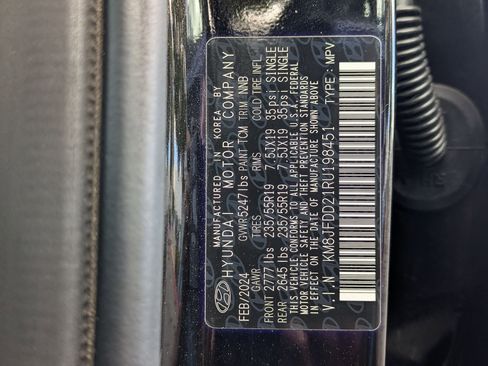 MANUFACTURED IN KOREA BY
HYUNDAI MOTOR COMPANY
FEB/2024 GVWR 5247 lbs PAINT TCM TRIM NNB
GAWR TIRES RIMS COLD TIRE INFL
FRONT 2777 lbs 235/55R19 7.5JX19 35psi SINGLE
REAR 2645 lbs 235/55R19 7.5JX19 35psi SINGLE
THIS VEHICLE CONFORMS TO ALL APPLICABLE U.S.A. FEDERAL
MOTOR VEHICLE SAFETY AND THEFT PREVENTION STANDARDS
IN EFFECT ON THE DATE OF MANUFACTURE SHOWN ABOVE
V.I.N : KM8JFDD21RU198451 TYPE : MPV